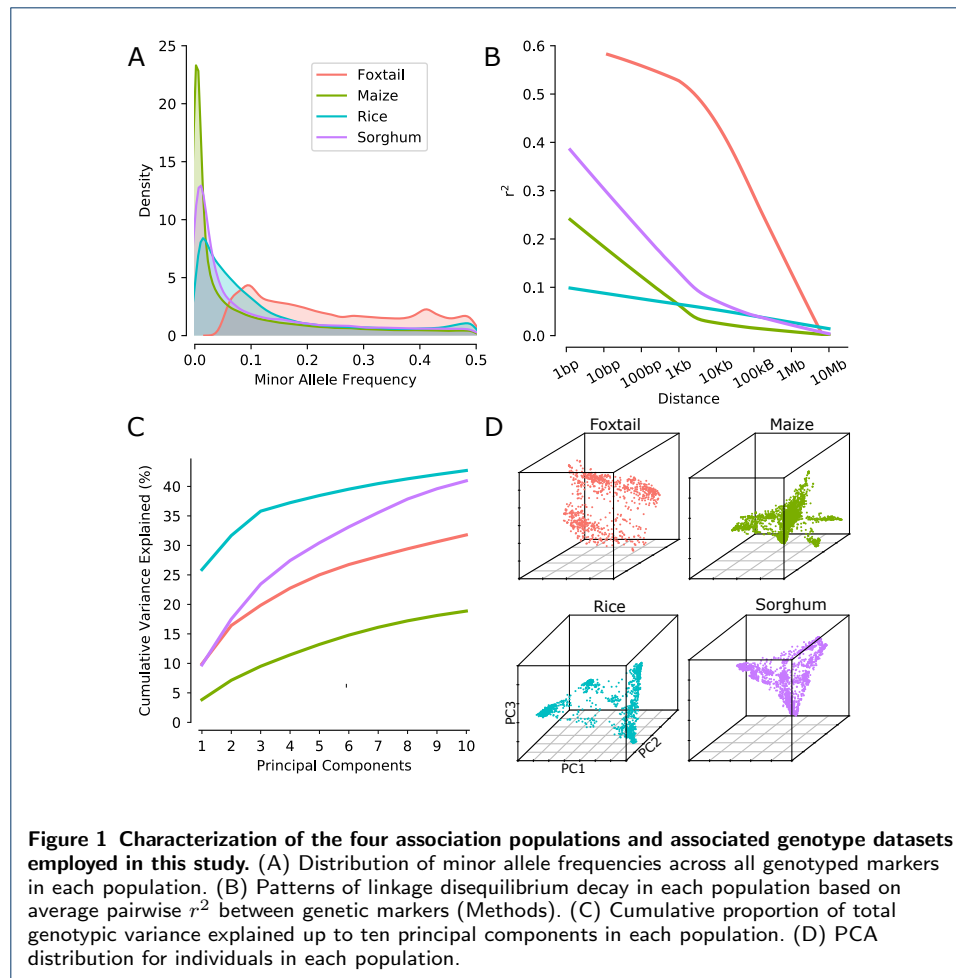 A
25
20
15
10
5
0
Density
0.0
0.1
0.2
0.3
0.4
0.5
Minor Allele Frequency
Foxtail
Maize
Rice
Sorghum
B
0.6
0.5
0.4
0.3
0.2
0.1
0.0
r²
1bp
10bp
100bp
1Kb
10Kb
100kB
1Mb
10Mb
Distance
C
40
35
30
25
20
15
10
5
0
Cumulative Variance Explained (%)
1
2
3
4
5
6
7
8
9
10
Principal Components
D
Foxtail
Maize
Rice
Sorghum
PC3
PC1
PC2
Figure 1 Characterization of the four association populations and associated genotype datasets
employed in this study. (A) Distribution of minor allele frequencies across all genotyped markers
in each population. (B) Patterns of linkage disequilibrium decay in each population based on
average pairwise r² between genetic markers (Methods). (C) Cumulative proportion of total
genotypic variance explained up to ten principal components in each population. (D) PCA
distribution for individuals in each population.